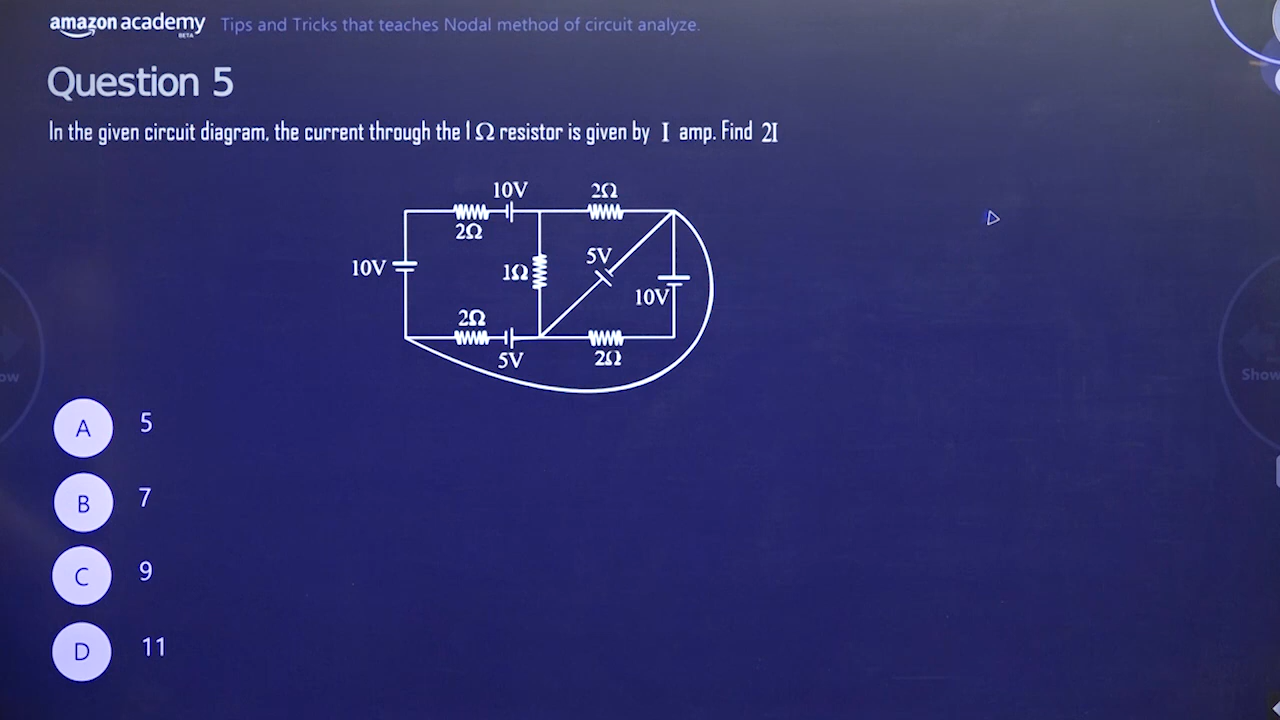 amazon academy Tips and Tricks that teaches Nodal method of circuit analyze.
BETA
Question 5
In the given circuit diagram, the current through the 1 Ω resistor is given by I amp. Find 2I
10V 2Ω
2Ω
5V
10V 1Ω
10V
2Ω
5V 2Ω
ow
Show
A 5
B 7
C 9
D 11